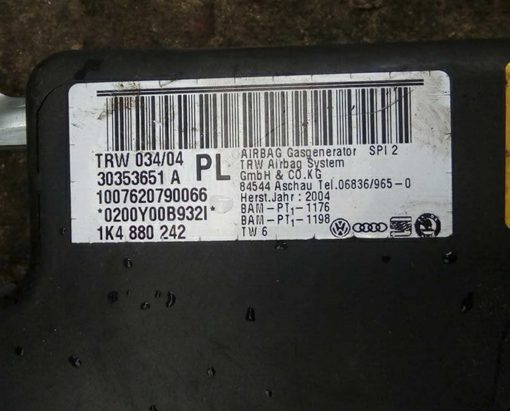 TRW 034/04
30353651 A
1007620790066
*0200Y00B932I*
1K4 880 242
PL
AIRBAG Gasgenerator SPI 2
TRW Airbag System
GmbH & CO.KG
84544 Aschau Tel.06836/965-0
Herst.Jahr : 2004
BAM-PT₁-1176
BAM-PT₁-1198
TW 6